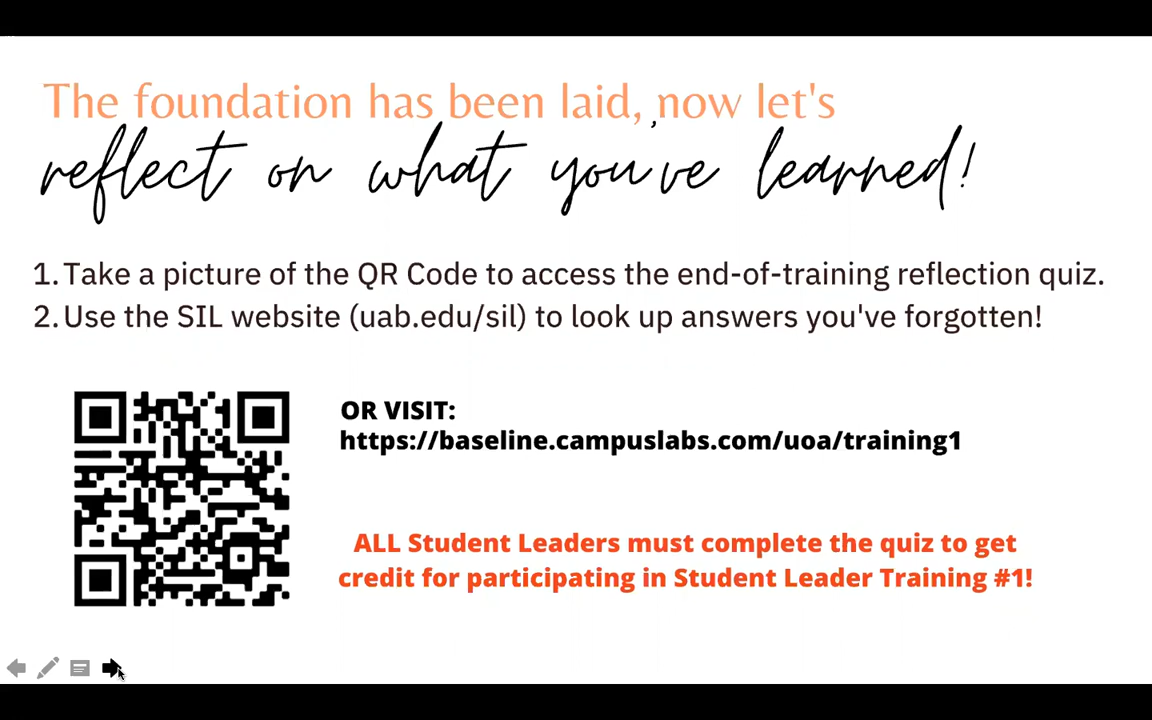 The foundation has been laid, now let's
reflect on what you've learned!
1. Take a picture of the QR Code to access the end-of-training reflection quiz.
2. Use the SIL website (uab.edu/sil) to look up answers you've forgotten!
OR VISIT:
https://baseline.campuslabs.com/uoa/training1
ALL Student Leaders must complete the quiz to get
credit for participating in Student Leader Training #1!